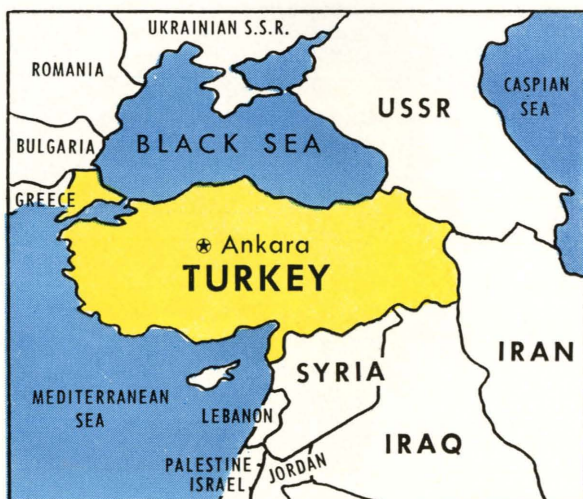 UKRAINIAN S.S.R.
ROMANIA
CASPIAN
SEA
USSR
BULGARIA
BLACK SEA
GREECE
Ankara
TURKEY
IRAN
SYRIA
MEDITERRANEAN
SEA
LEBANON
IRAQ
PALESTINE-
ISRAEL
JORDAN